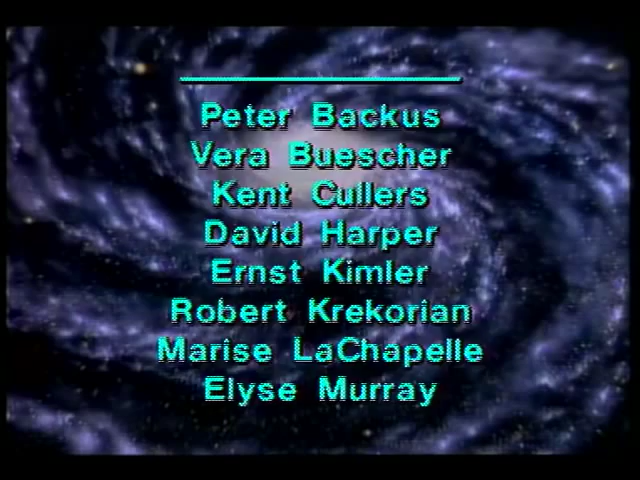 Peter Backus
Vera Buescher
Kent Cullers
David Harper
Ernst Kimler
Robert Krekorian
Marise LaChapelle
Elyse Murray